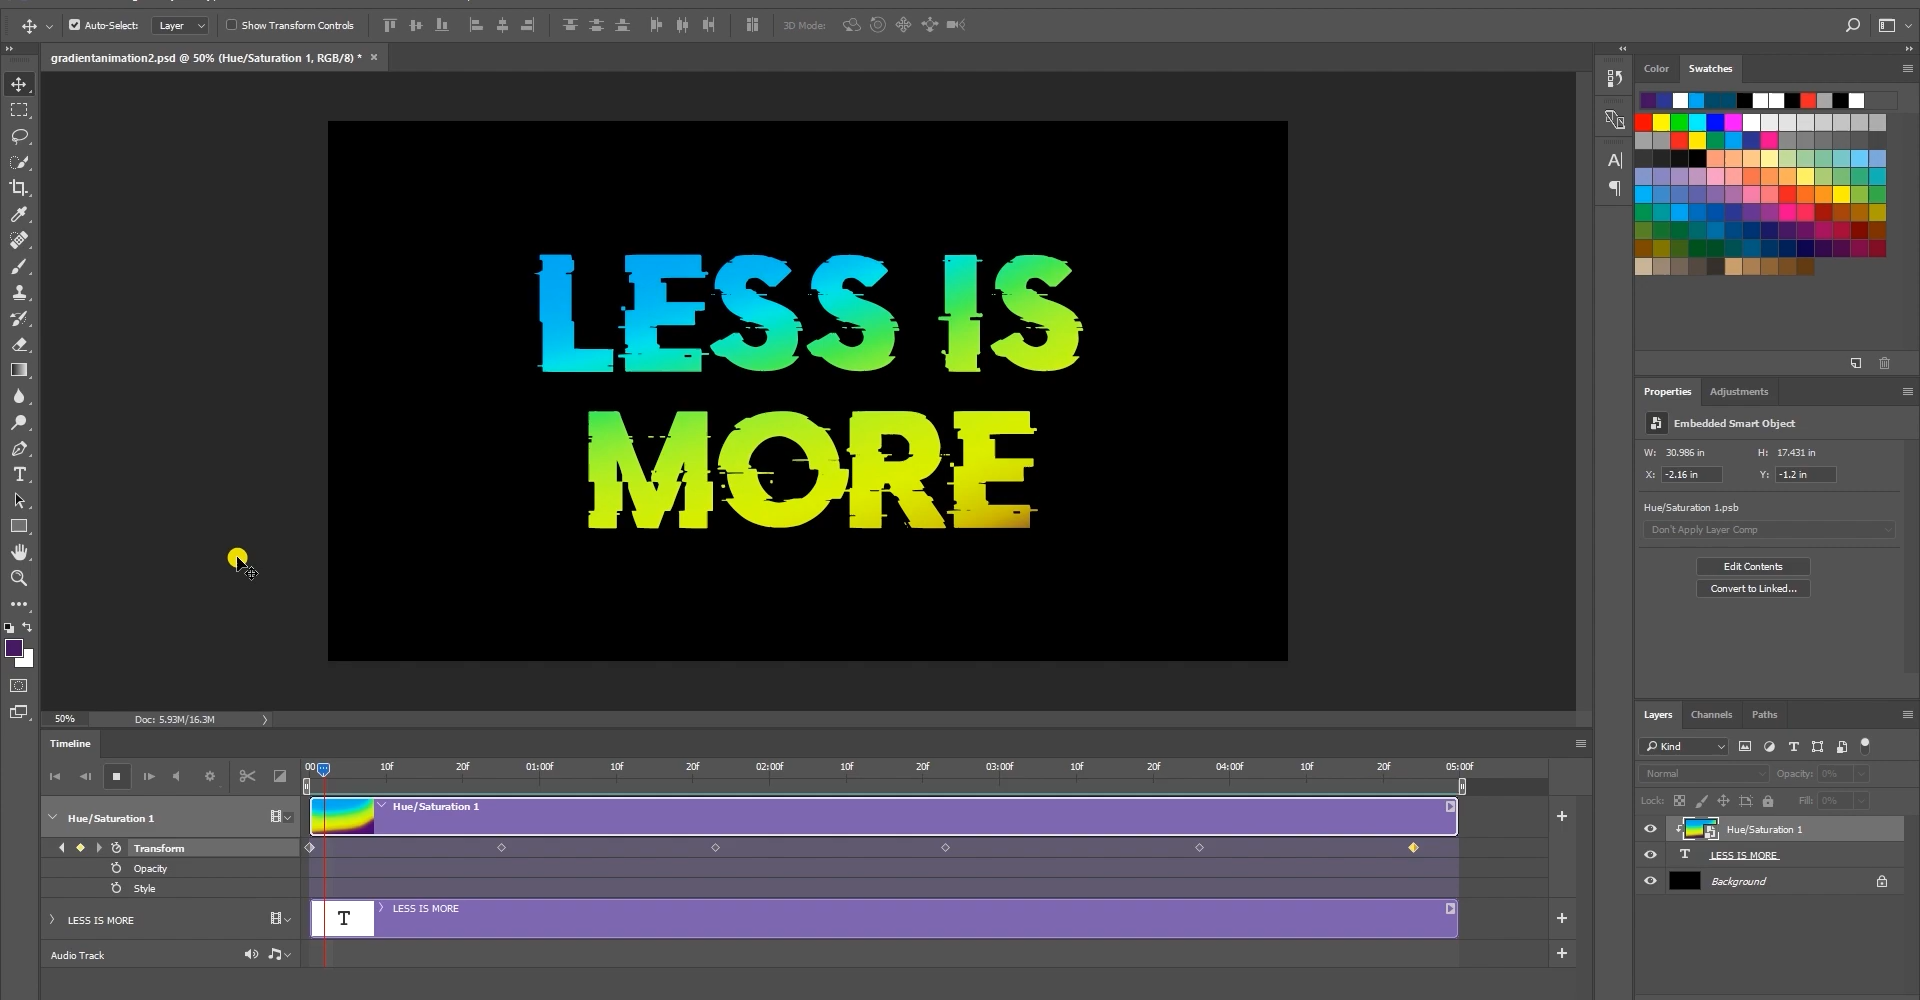 Auto-Select:
Layer
Show Transform Controls
3D Mode:
gradientanimation2.psd @ 50% (Hue/Saturation 1, RGB/8) *
Color
Swatches
LESS IS
MORE
Properties
Adjustments
Embedded Smart Object
W: 30.986 in
H: 17.431 in
X: -2.16 in
Y: -1.2 in
Hue/Saturation 1.psb
Don't Apply Layer Comp
Edit Contents
Convert to Linked...
50%
Doc: 5.93M/16.3M
Layers
Channels
Paths
Kind
Normal
Opacity: 0%
Lock:
Fill: 0%
Hue/Saturation 1
LESS IS MORE
Background
Timeline
00
10f
20f
01:00f
10f
20f
02:00f
10f
20f
03:00f
10f
20f
04:00f
10f
20f
05:00f
Hue/Saturation 1
Hue/Saturation 1
Transform
Opacity
Style
LESS IS MORE
T
LESS IS MORE
Audio Track